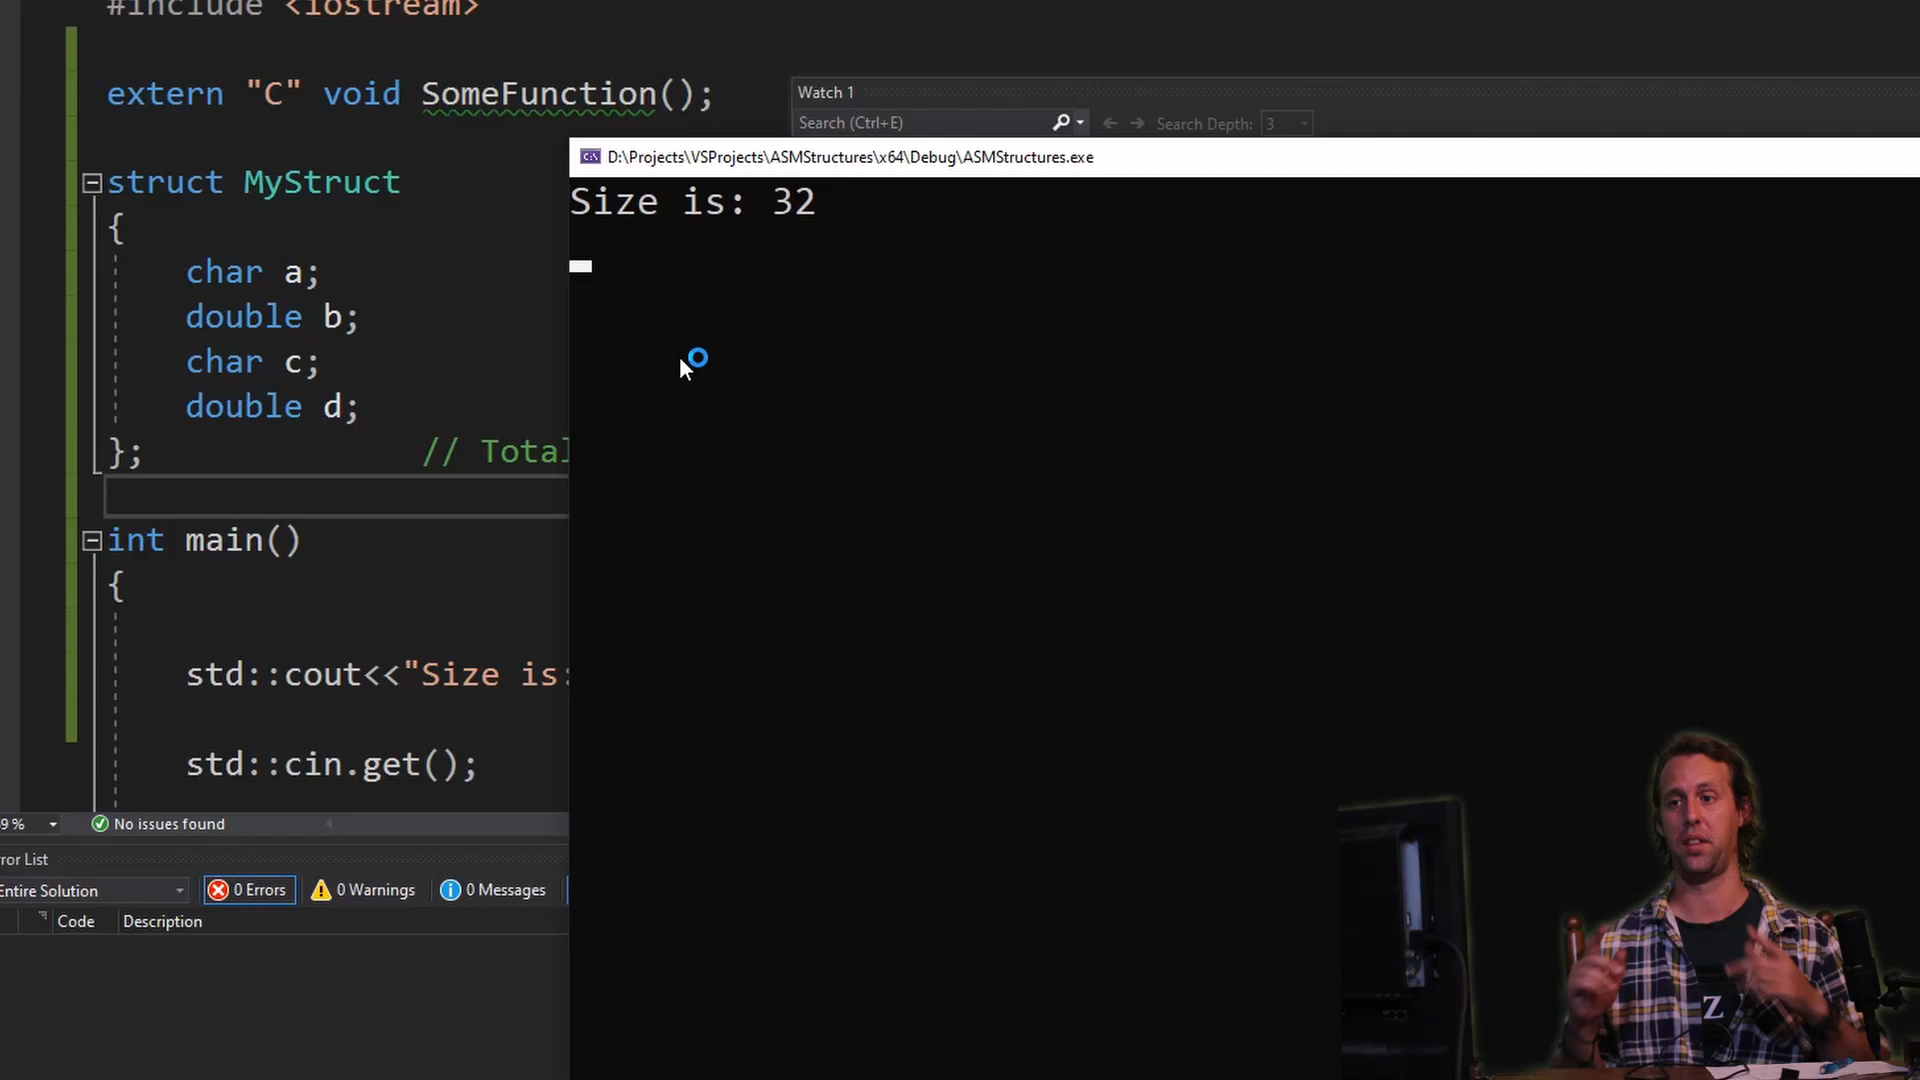 #include <iostream>
extern "C" void SomeFunction();
Watch 1
Search (Ctrl+E)
Search Depth: 3
D:\Projects\VSProjects\ASMStructures\x64\Debug\ASMStructures.exe
Size is: 32
struct MyStruct
{
char a;
double b;
char c;
double d;
}; // Total
int main()
{
std::cout<<"Size is:
std::cin.get();
9 %
No issues found
ror List
Entire Solution
0 Errors
0 Warnings
0 Messages
Code
Description
Z